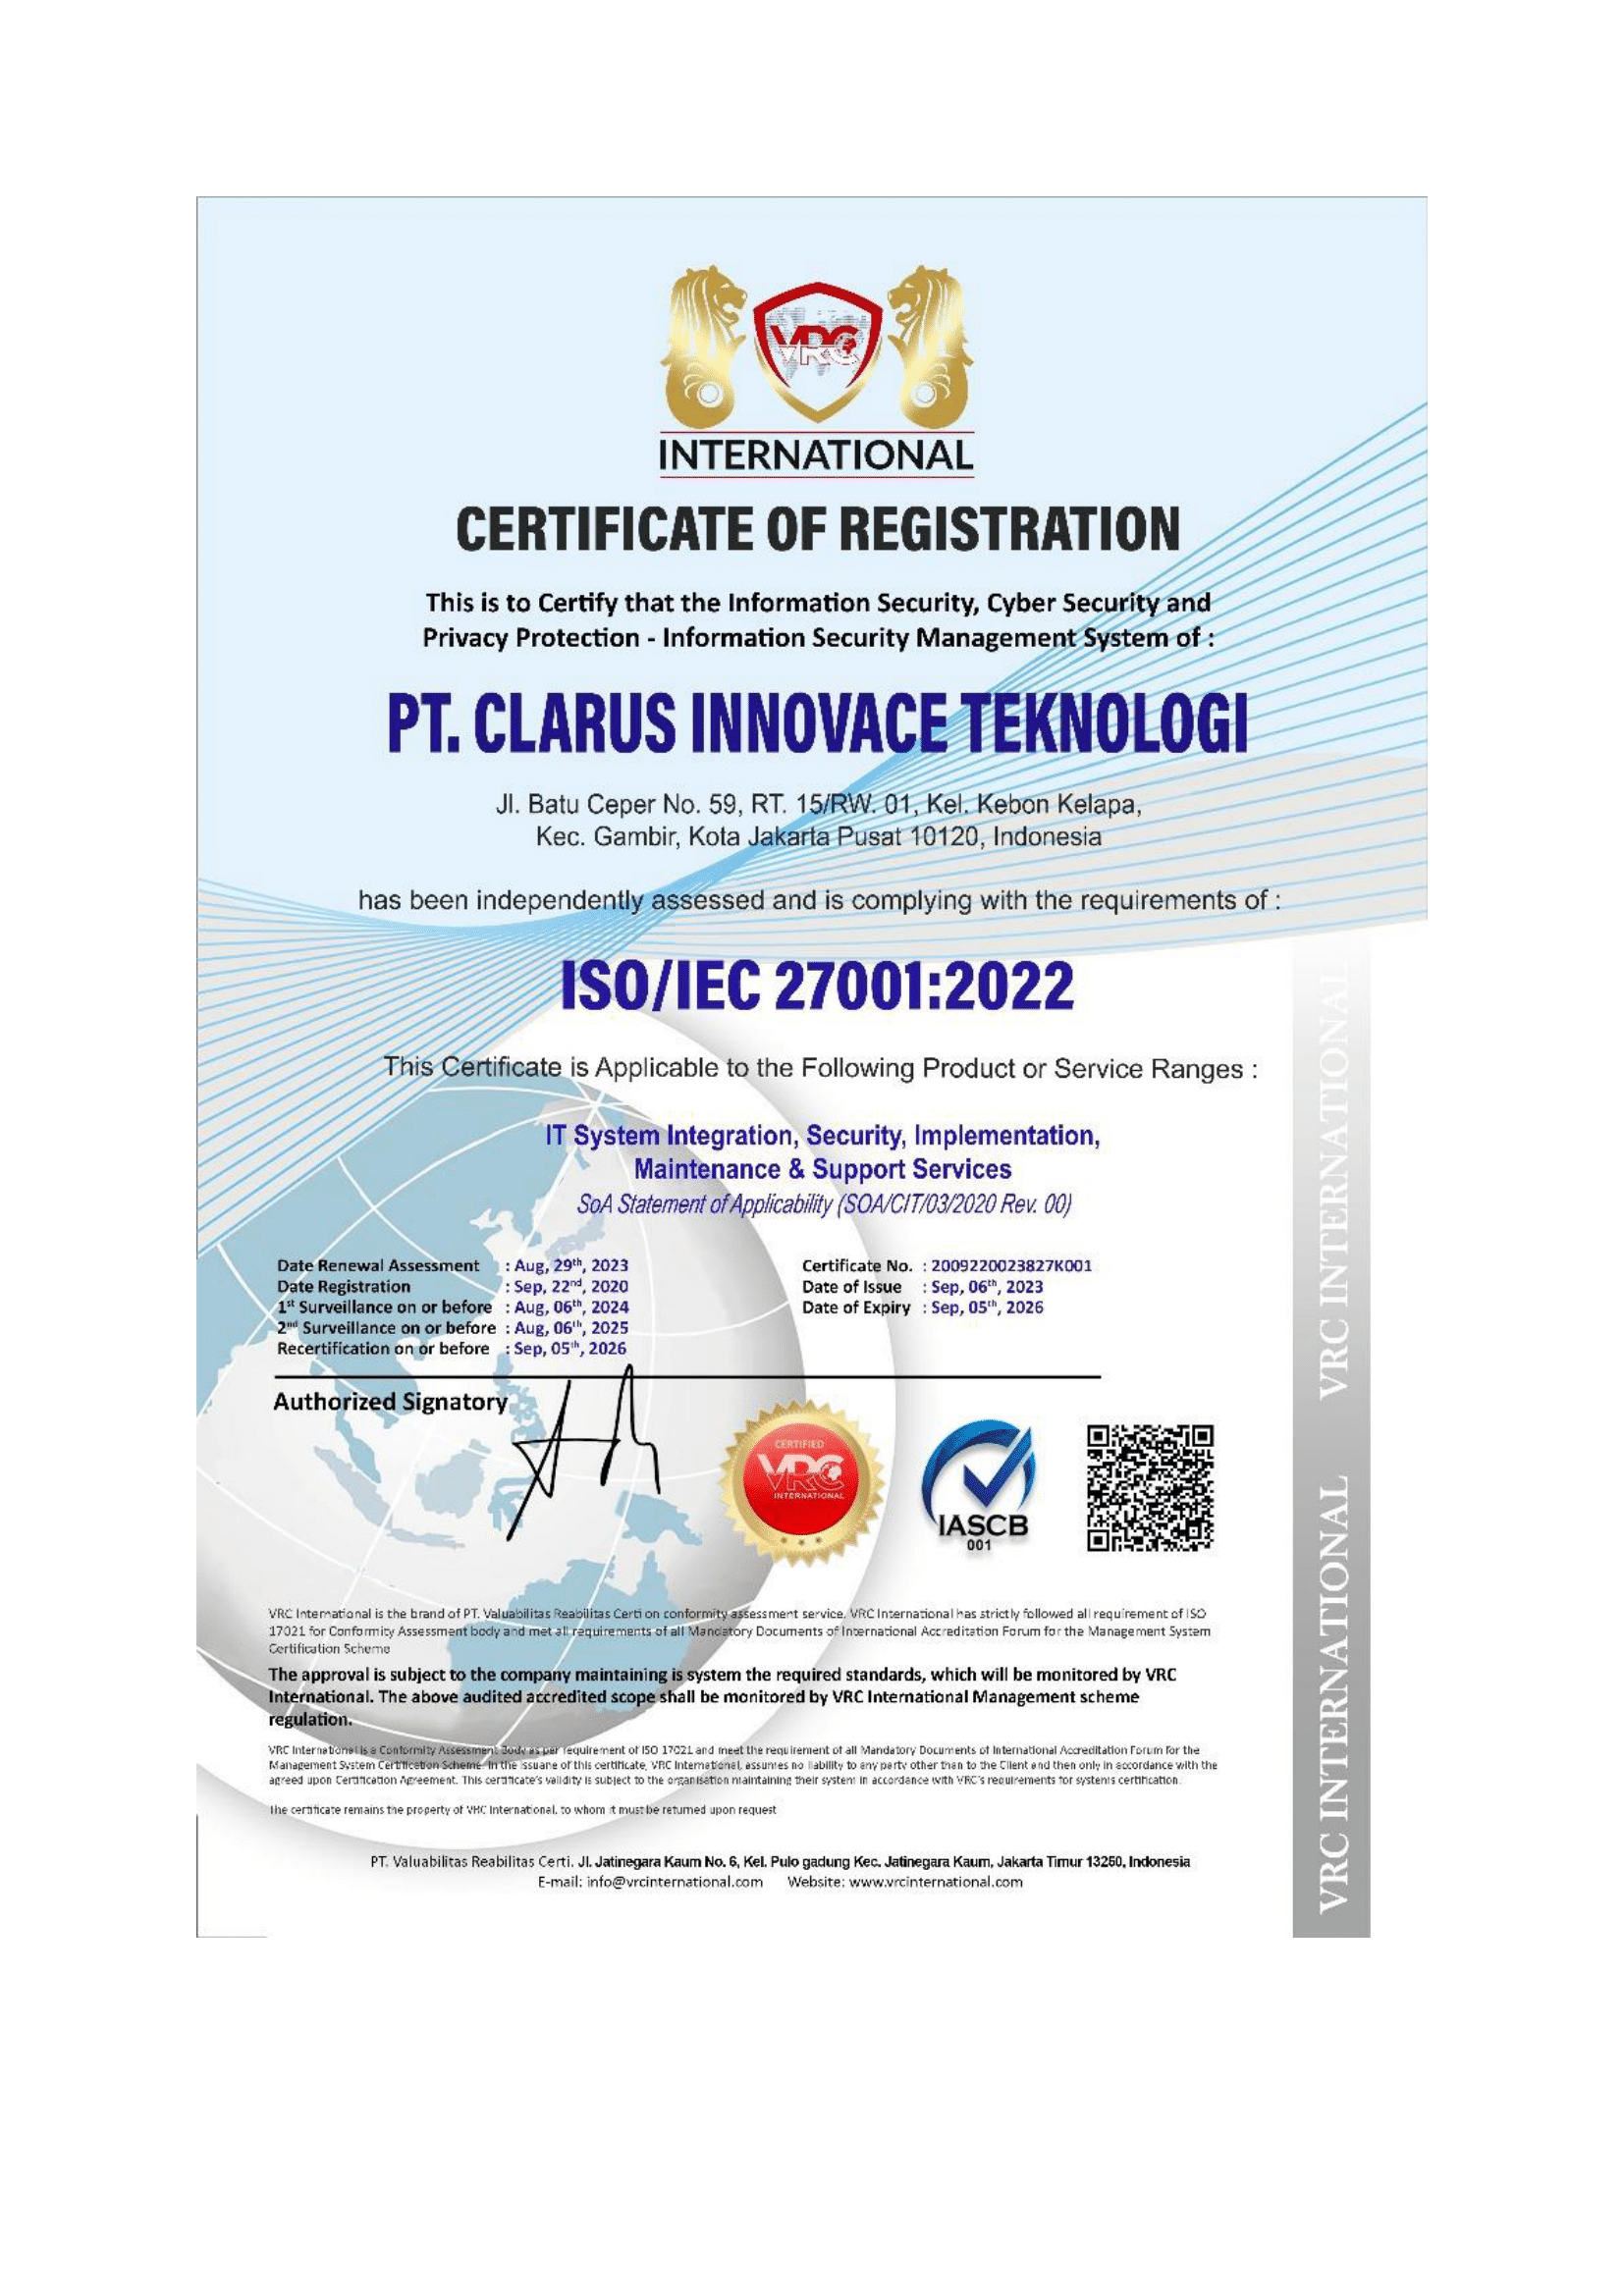 VRC
INTERNATIONAL
CERTIFICATE OF REGISTRATION
This is to Certify that the Information Security, Cyber Security and
Privacy Protection - Information Security Management System of :
PT. CLARUS INNOVACE TEKNOLOGI
Jl. Batu Ceper No. 59, RT. 15/RW. 01, Kel. Kebon Kelapa,
Kec. Gambir, Kota Jakarta Pusat 10120, Indonesia
has been independently assessed and is complying with the requirements of :
ISO/IEC 27001:2022
This Certificate is Applicable to the Following Product or Service Ranges :
IT System Integration, Security, Implementation,
Maintenance & Support Services
SoA Statement of Applicability (SOA/CIT/03/2020 Rev. 00)
Date Renewal Assessment : Aug, 29th, 2023
Date Registration : Sep, 22nd, 2020
1st Surveillance on or before : Aug, 06th, 2024
2nd Surveillance on or before : Aug, 06th, 2025
Recertification on or before : Sep, 05th, 2026
Certificate No. : 2009220023827K001
Date of Issue : Sep, 06th, 2023
Date of Expiry : Sep, 05th, 2026
Authorized Signatory
CERTIFIED
VRC
INTERNATIONAL
IASCB
001
VRC International is the brand of PT. Valuabilitas Reabilitas Certi on conformity assessment service. VRC International has strictly followed all requirement of ISO
17021 for Conformity Assessment body and met all requirements of all Mandatory Documents of International Accreditation Forum for the Management System
Certification Scheme
The approval is subject to the company maintaining is system the required standards, which will be monitored by VRC
International. The above audited accredited scope shall be monitored by VRC International Management scheme
regulation.
VRC International is a Conformity Assessment Body as per requirement of ISO 17021 and meet the requirement of all Mandatory Documents of International Accreditation Forum for the
Management System Certification Scheme. In the issuane of this certificate, VRC International, assumes no liability to any party other than to the Client and then only in accordance with the
agreed upon Certification Agreement. This certificate's validity is subject to the organisation maintaining their system in accordance with VRC's requirements for systems certification.
The certificate remains the property of VRC International, to whom it must be returned upon request
PT. Valuabilitas Reabilitas Certi. Jl. Jatinegara Kaum No. 6, Kel. Pulo gadung Kec. Jatinegara Kaum, Jakarta Timur 13250, Indonesia
E-mail: info@vrcinternational.com Website: www.vrcinternational.com
VRC INTERNATIONAL
VRC INTERNATIONAL